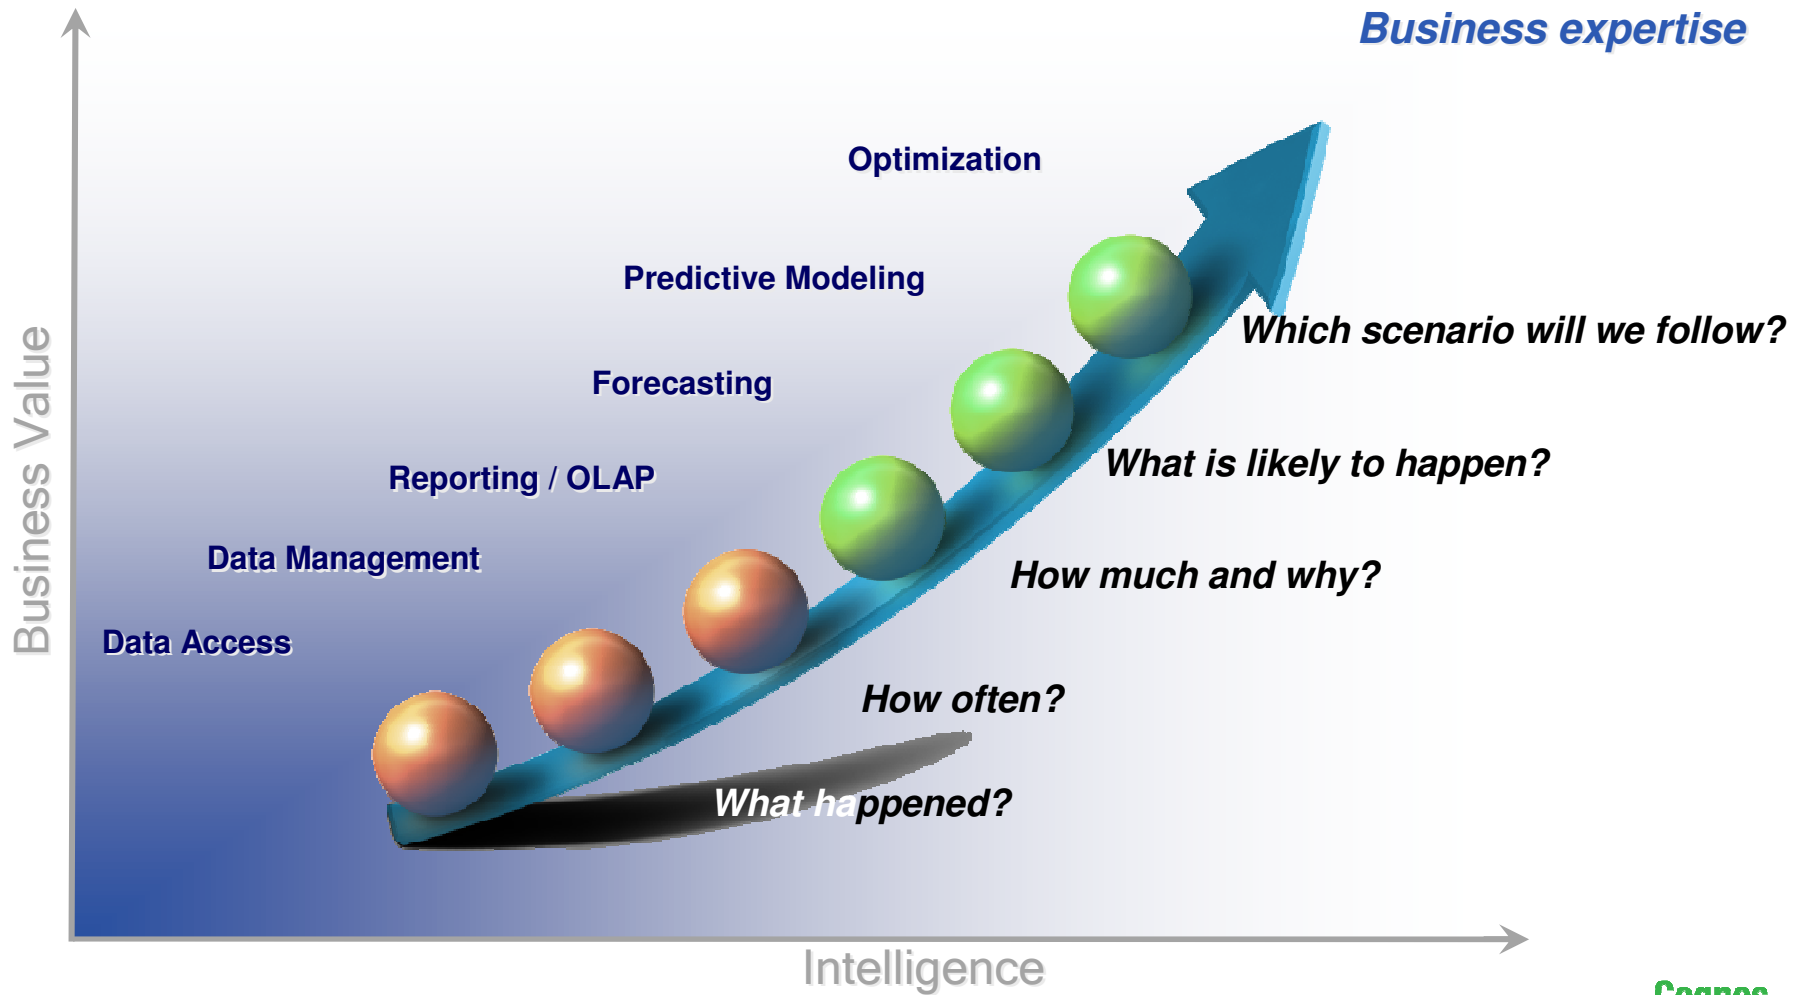 Business expertise
Optimization
Predictive Modeling
Which scenario will we follow?
Forecasting
What is likely to happen?
Reporting / OLAP
Data Management
How much and why?
Data Access
How often?
What happened?
Business Value
Intelligence
Cognos